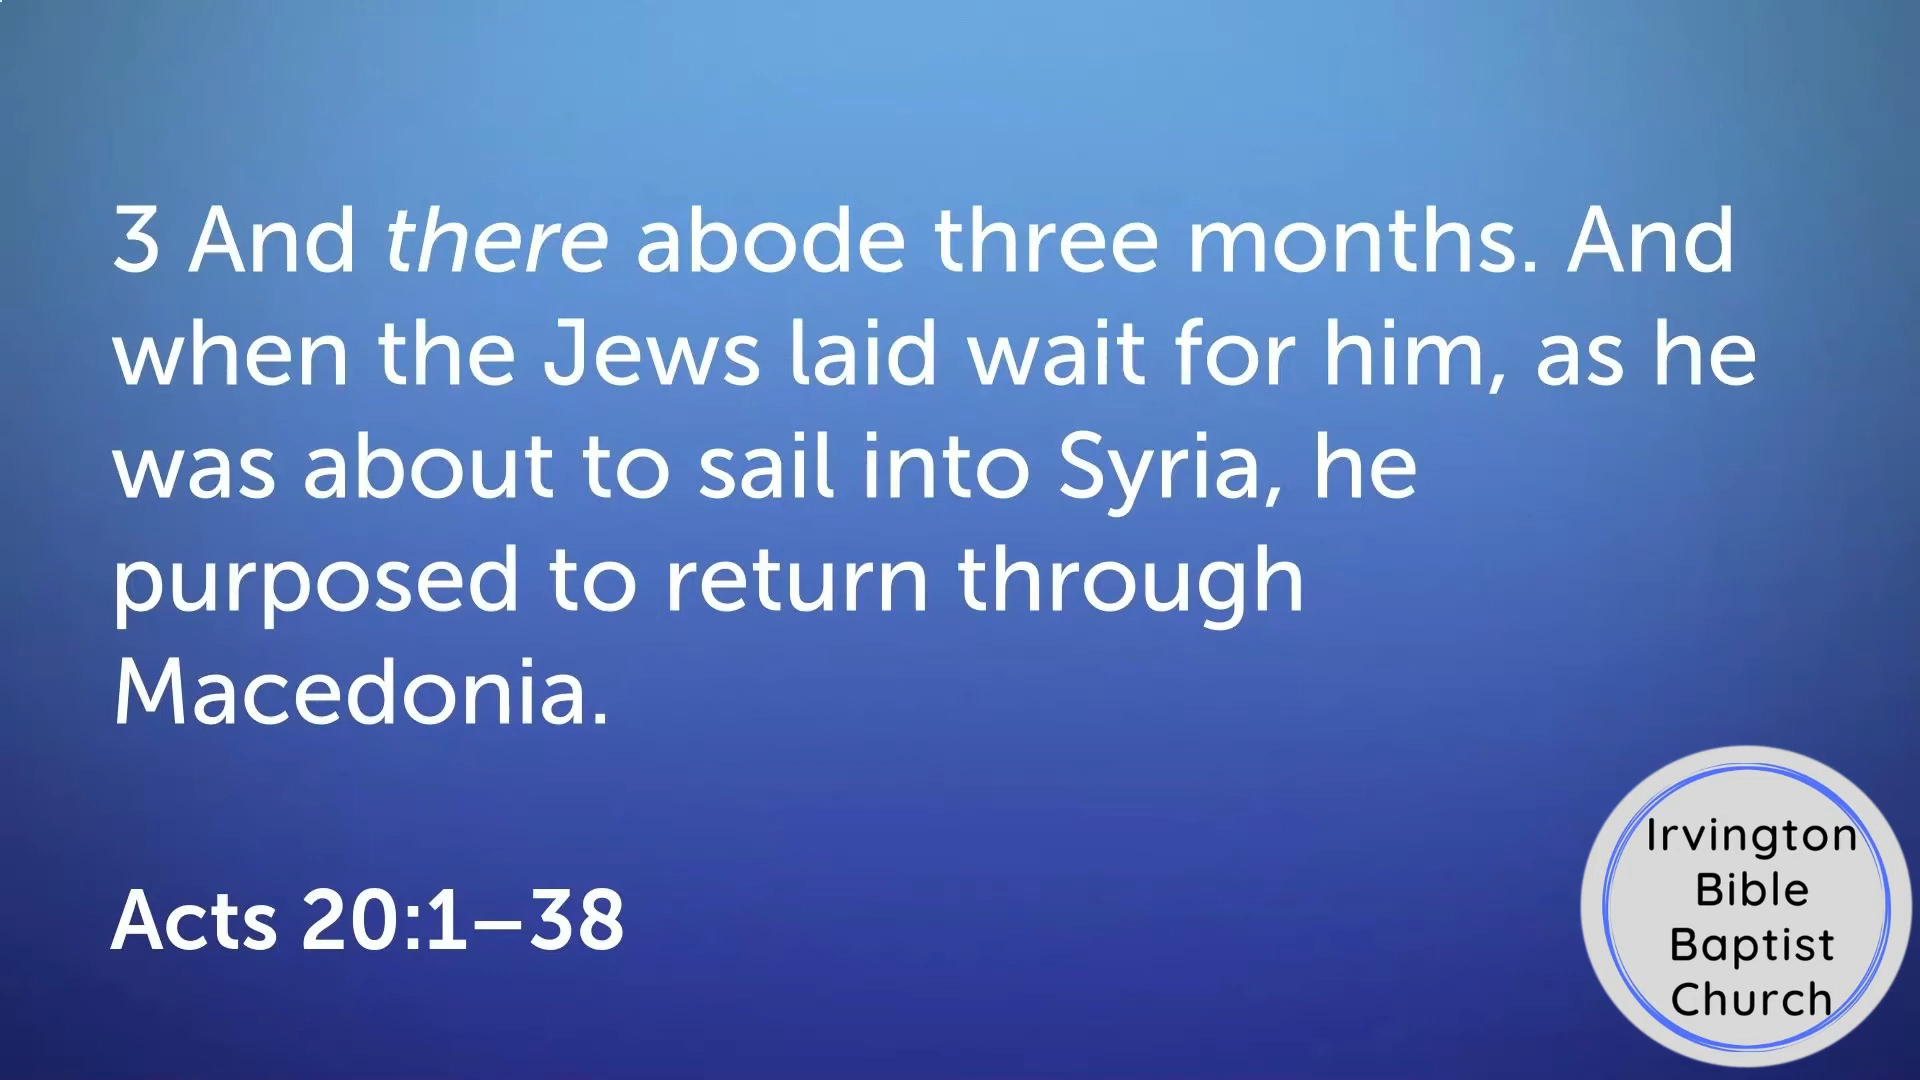 3 And there abode three months. And
when the Jews laid wait for him, as he
was about to sail into Syria, he
purposed to return through
Macedonia.
Acts 20:1–38
Irvington
Bible
Baptist
Church